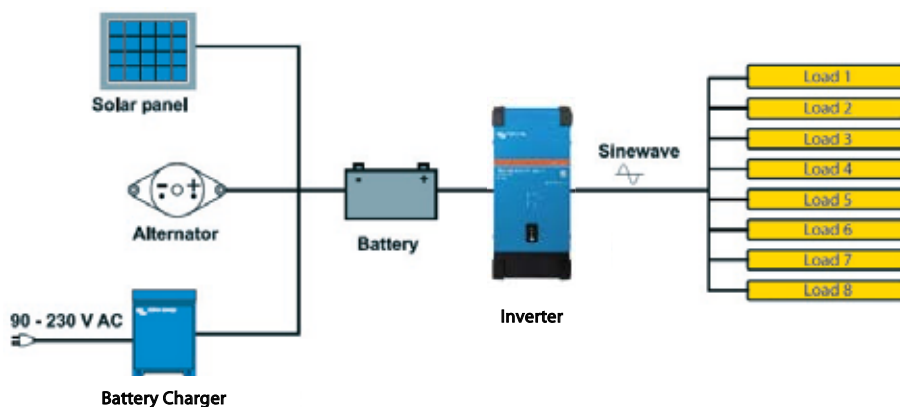 Solar panel
Alternator
90 - 230 V AC
Battery Charger
- +
Battery
Inverter
Sinewave
Load 1
Load 2
Load 3
Load 4
Load 5
Load 6
Load 7
Load 8